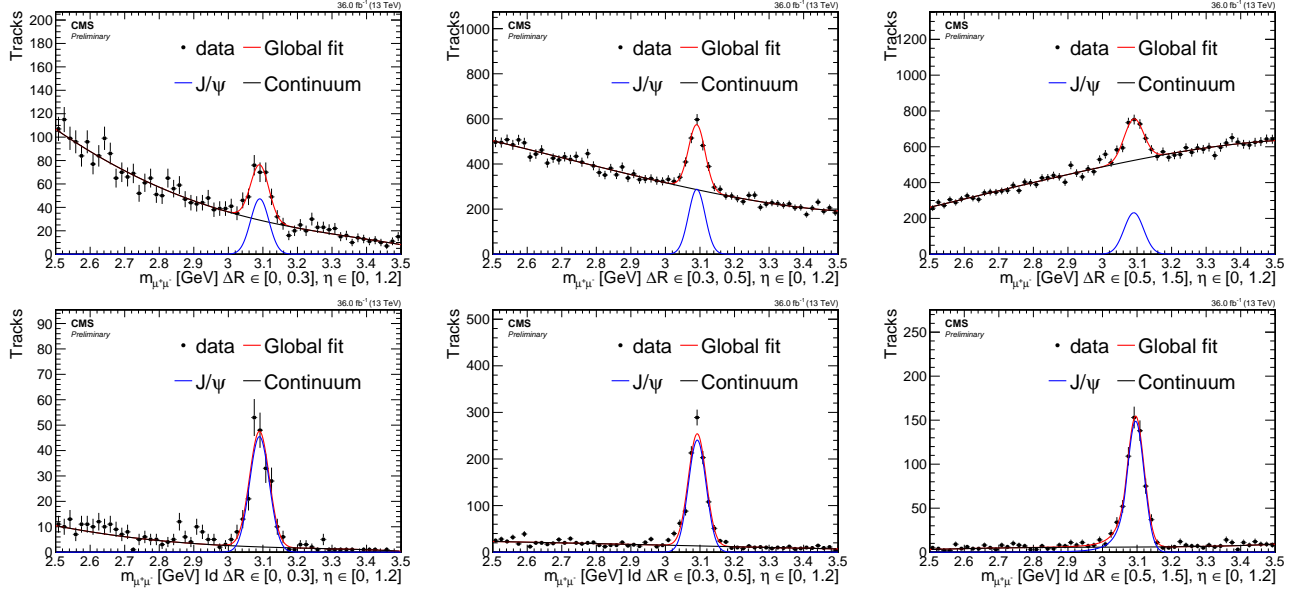 36.0 fb⁻¹ (13 TeV)
CMS
Preliminary
Tracks
data
Global fit
J/ψ
Continuum
200
180
160
140
120
100
80
60
40
20
0
2.5 2.6 2.7 2.8 2.9 3 3.1 3.2 3.3 3.4 3.5
m_μ⁺μ⁻ [GeV] ΔR ∈ [0, 0.3], η ∈ [0, 1.2]
36.0 fb⁻¹ (13 TeV)
CMS
Preliminary
Tracks
data
Global fit
J/ψ
Continuum
1000
800
600
400
200
0
2.5 2.6 2.7 2.8 2.9 3 3.1 3.2 3.3 3.4 3.5
m_μ⁺μ⁻ [GeV] ΔR ∈ [0.3, 0.5], η ∈ [0, 1.2]
36.0 fb⁻¹ (13 TeV)
CMS
Preliminary
Tracks
data
Global fit
J/ψ
Continuum
1200
1000
800
600
400
200
0
2.5 2.6 2.7 2.8 2.9 3 3.1 3.2 3.3 3.4 3.5
m_μ⁺μ⁻ [GeV] ΔR ∈ [0.5, 1.5], η ∈ [0, 1.2]
36.0 fb⁻¹ (13 TeV)
CMS
Preliminary
Tracks
data
Global fit
J/ψ
Continuum
90
80
70
60
50
40
30
20
10
0
2.5 2.6 2.7 2.8 2.9 3 3.1 3.2 3.3 3.4 3.5
m_μ⁺μ⁻ [GeV] Id ΔR ∈ [0, 0.3], η ∈ [0, 1.2]
36.0 fb⁻¹ (13 TeV)
CMS
Preliminary
Tracks
data
Global fit
J/ψ
Continuum
500
400
300
200
100
0
2.5 2.6 2.7 2.8 2.9 3 3.1 3.2 3.3 3.4 3.5
m_μ⁺μ⁻ [GeV] Id ΔR ∈ [0.3, 0.5], η ∈ [0, 1.2]
36.0 fb⁻¹ (13 TeV)
CMS
Preliminary
Tracks
data
Global fit
J/ψ
Continuum
250
200
150
100
50
0
2.5 2.6 2.7 2.8 2.9 3 3.1 3.2 3.3 3.4 3.5
m_μ⁺μ⁻ [GeV] Id ΔR ∈ [0.5, 1.5], η ∈ [0, 1.2]